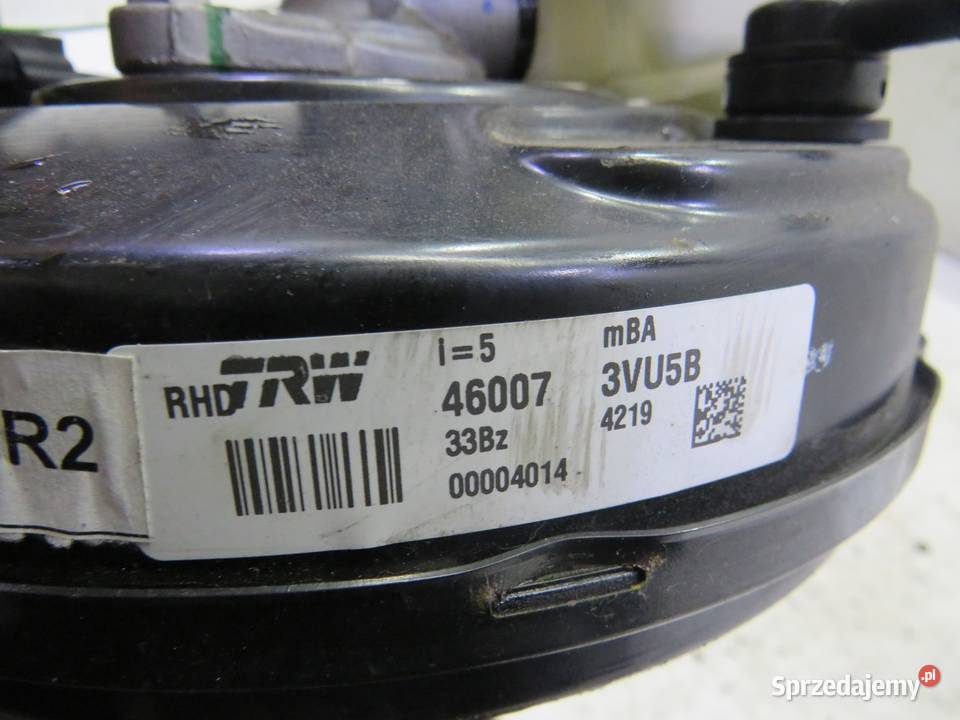 R2
RHD TRW i=5 mBA
46007 3VU5B
33Bz 4219
00004014
Sprzedajemy.pl